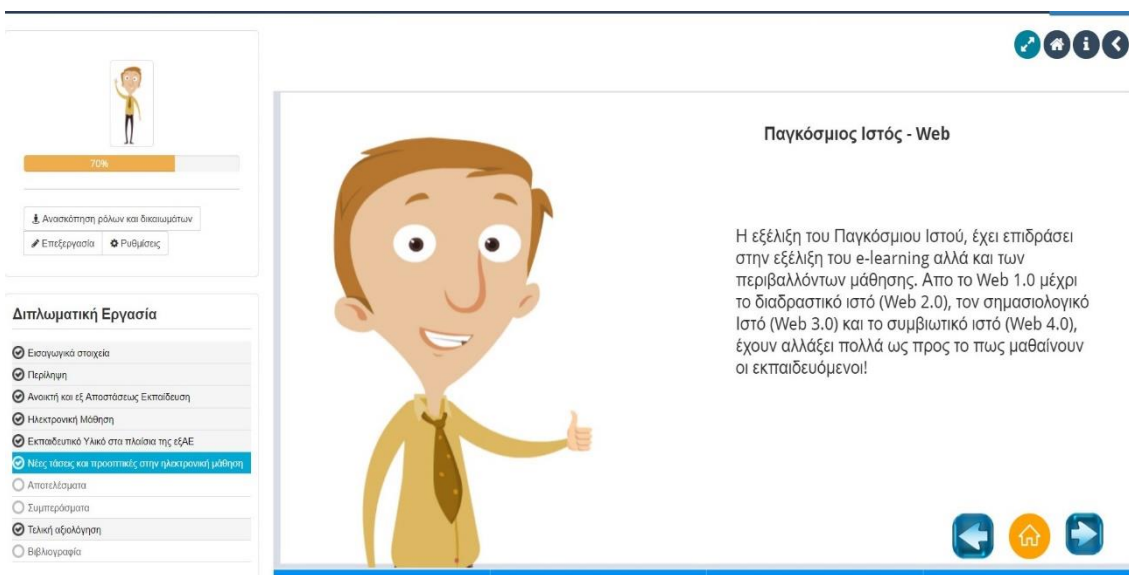 70%
Ανασκόπηση ρόλων και δικαιωμάτων
Επεξεργασία
Ρυθμίσεις
Διπλωματική Εργασία
Εισαγωγικά στοιχεία
Περίληψη
Ανοικτή και εξ Αποστάσεως Εκπαίδευση
Ηλεκτρονική Μάθηση
Εκπαιδευτικό Υλικό στα πλαίσια της εξΑΕ
Νέες τάσεις και προοπτικές στην ηλεκτρονική μάθηση
Αποτελέσματα
Συμπεράσματα
Τελική αξιολόγηση
Βιβλιογραφία
Παγκόσμιος Ιστός - Web
Η εξέλιξη του Παγκόσμιου Ιστού, έχει επιδράσει
στην εξέλιξη του e-learning αλλά και των
περιβαλλόντων μάθησης. Απο το Web 1.0 μέχρι
το διαδραστικό ιστό (Web 2.0), τον σημασιολογικό
Ιστό (Web 3.0) και το συμβιωτικό ιστό (Web 4.0),
έχουν αλλάξει πολλά ως προς το πως μαθαίνουν
οι εκπαιδευόμενοι!